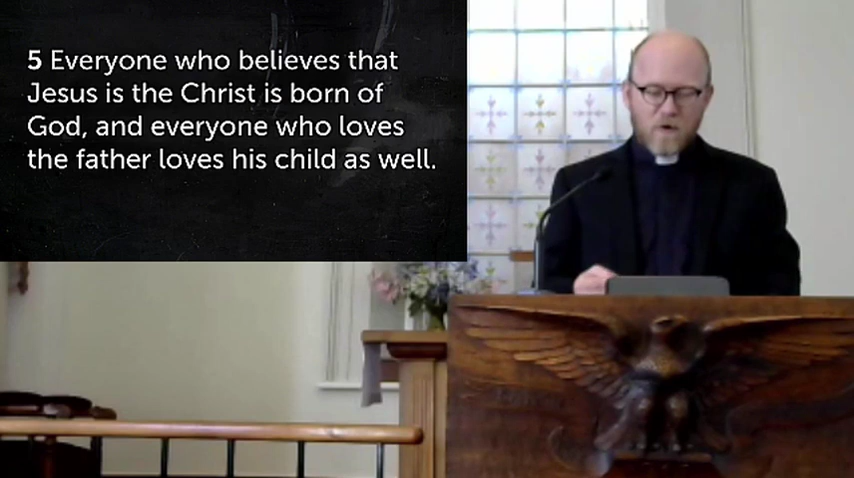 5 Everyone who believes that
Jesus is the Christ is born of
God, and everyone who loves
the father loves his child as well.